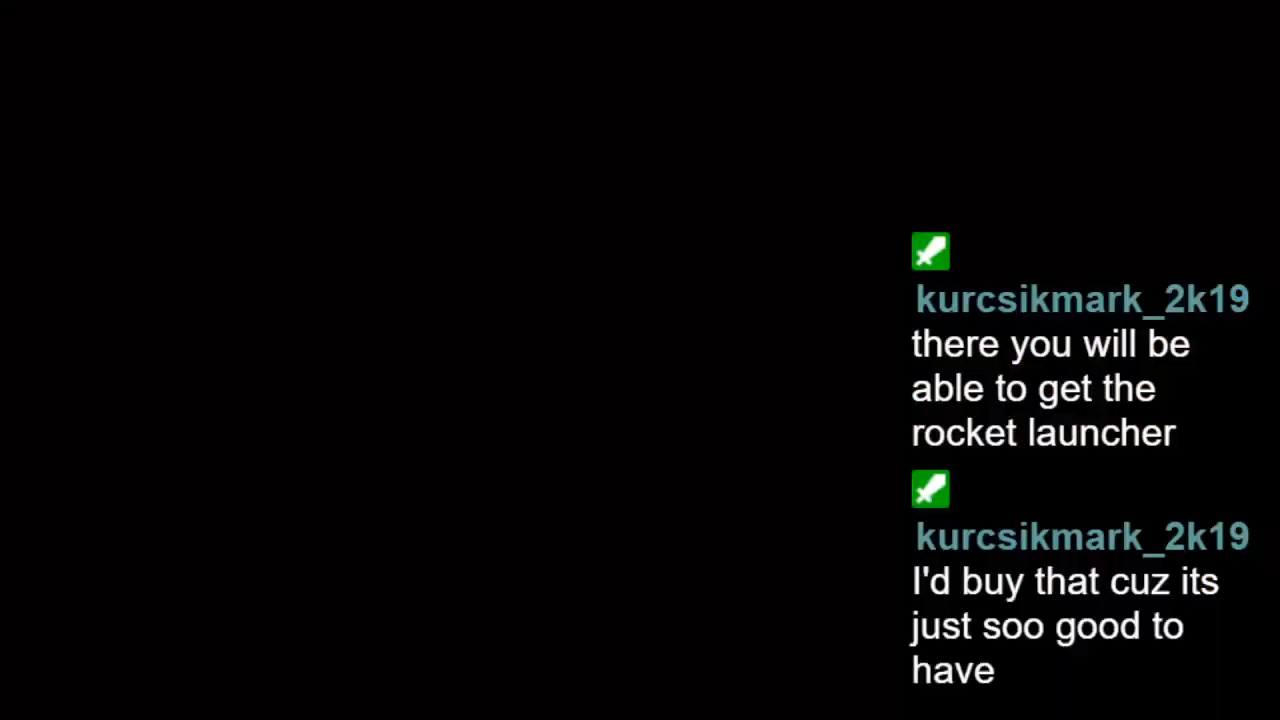 kurcsikmark_2k19
there you will be
able to get the
rocket launcher
kurcsikmark_2k19
I'd buy that cuz its
just soo good to
have